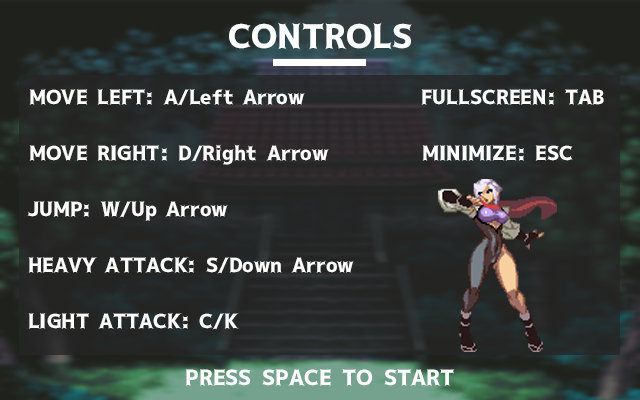 CONTROLS
MOVE LEFT: A/Left Arrow
FULLSCREEN: TAB
MOVE RIGHT: D/Right Arrow
MINIMIZE: ESC
JUMP: W/Up Arrow
HEAVY ATTACK: S/Down Arrow
LIGHT ATTACK: C/K
PRESS SPACE TO START